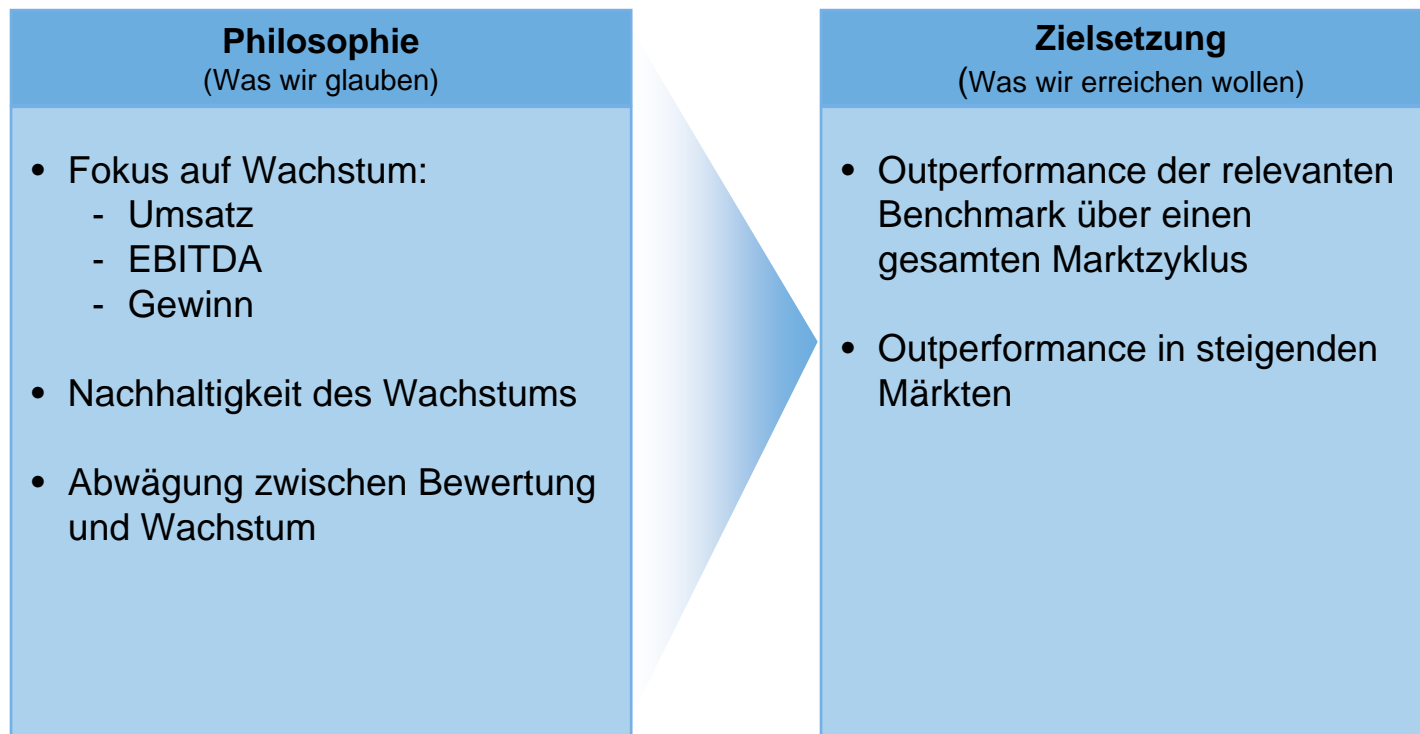 Philosophie
(Was wir glauben)
• Fokus auf Wachstum:
- Umsatz
- EBITDA
- Gewinn
• Nachhaltigkeit des Wachstums
• Abwägung zwischen Bewertung
und Wachstum
Zielsetzung
(Was wir erreichen wollen)
• Outperformance der relevanten
Benchmark über einen
gesamten Marktzyklus
• Outperformance in steigenden
Märkten